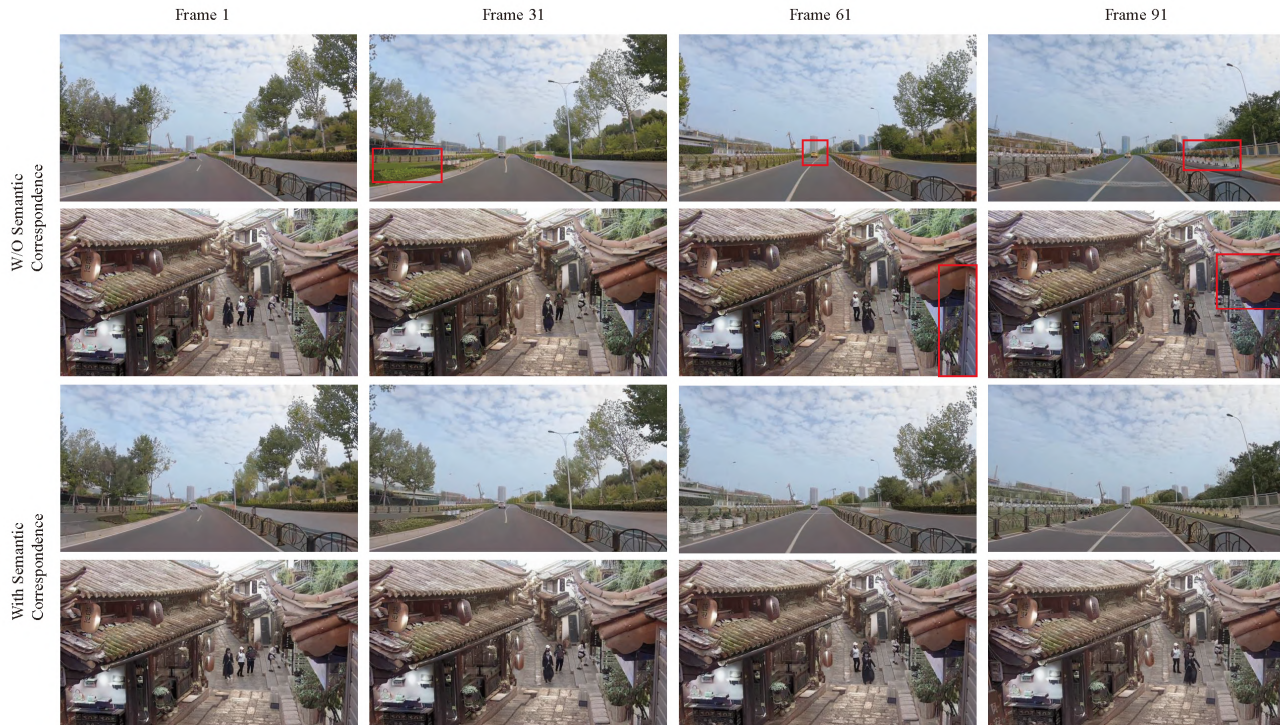 Frame 1
Frame 31
Frame 61
Frame 91
W/O Semantic
Correspondence
With Semantic
Correspondence